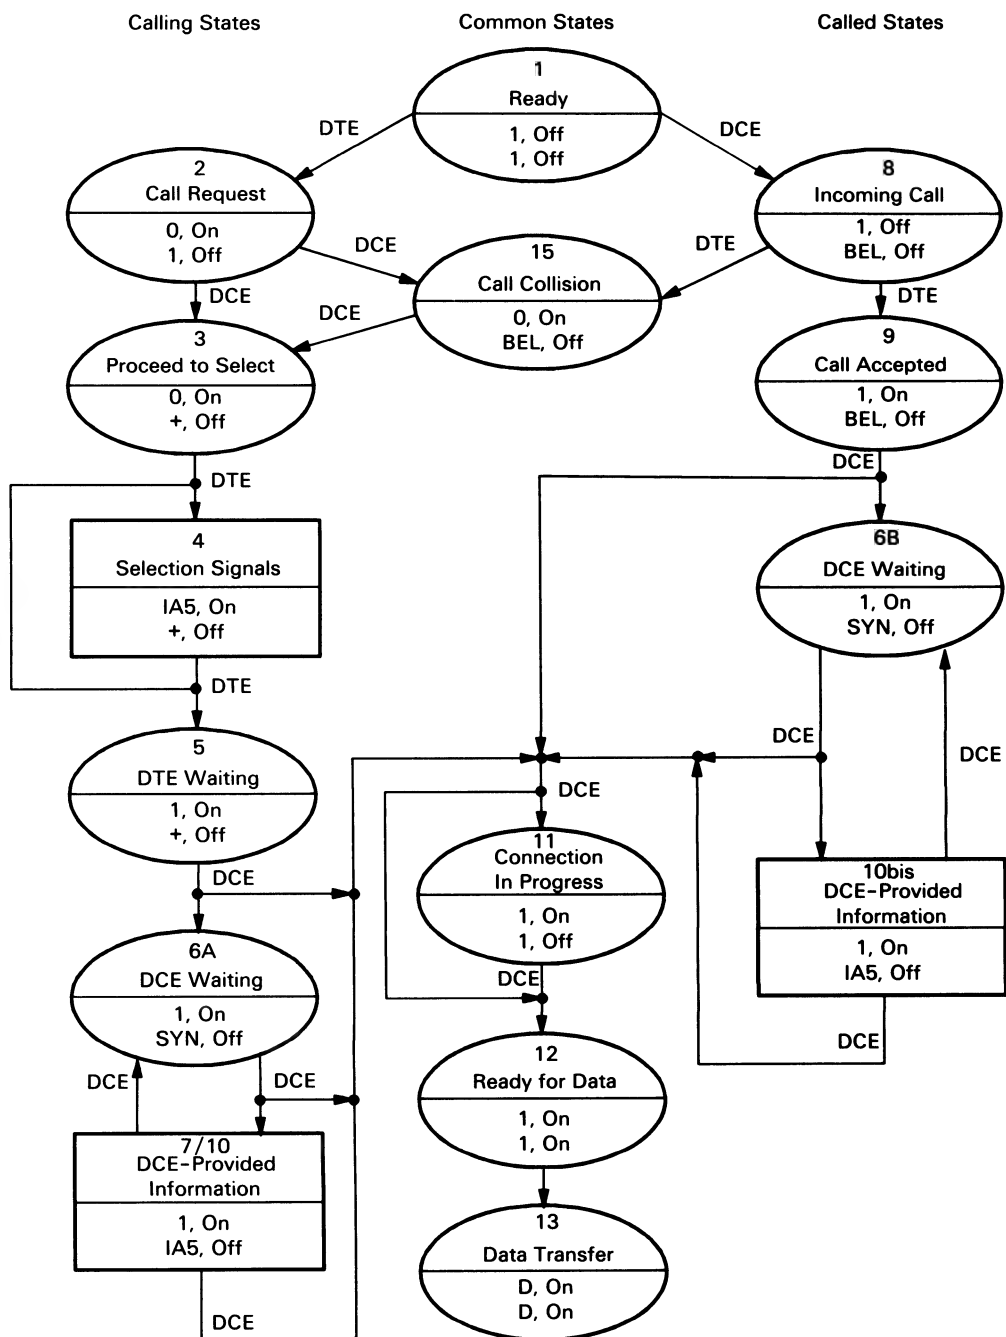 Calling States
Common States
Called States
1
Ready
1, Off
1, Off
DTE
DCE
2
Call Request
0, On
1, Off
8
Incoming Call
1, Off
BEL, Off
DCE
DTE
15
Call Collision
0, On
BEL, Off
DCE
DCE
DTE
3
Proceed to Select
0, On
+, Off
9
Call Accepted
1, On
BEL, Off
DTE
DCE
4
Selection Signals
IA5, On
+, Off
6B
DCE Waiting
1, On
SYN, Off
DTE
5
DTE Waiting
1, On
+, Off
DCE
DCE
DCE
11
Connection
In Progress
1, On
1, Off
10bis
DCE-Provided
Information
1, On
IA5, Off
DCE
6A
DCE Waiting
1, On
SYN, Off
DCE
DCE
12
Ready for Data
1, On
1, On
DCE
DCE
7/10
DCE-Provided
Information
1, On
IA5, Off
13
Data Transfer
D, On
D, On
DCE